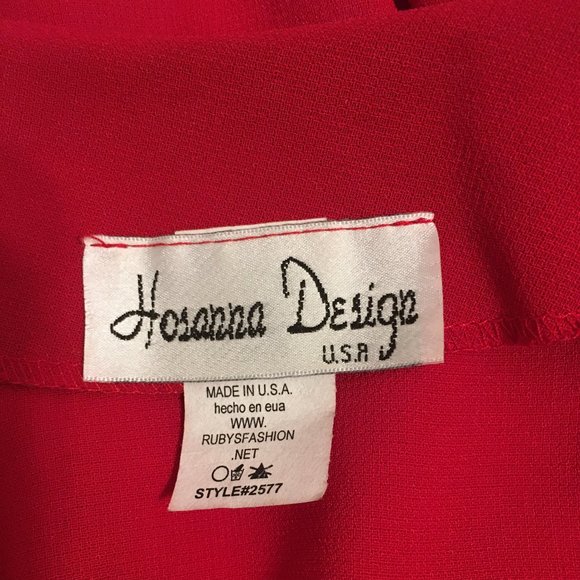 Hosanna Design
U.S.A
MADE IN U.S.A.
hecho en eua
WWW.
RUBYSFASHION
.NET
STYLE#2577